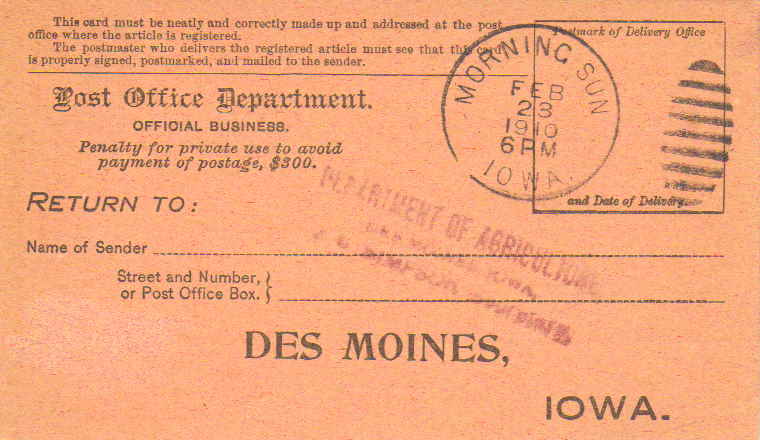 This card must be neatly and correctly made up and addressed at the post
office where the article is registered.
The postmaster who delivers the registered article must see that this card
is properly signed, postmarked, and mailed to the sender.
Post Office Department.
OFFICIAL BUSINESS.
Penalty for private use to avoid
payment of postage, $300.
Postmark of Delivery Office
MORNING SUN
FEB
23
1910
6 PM
IOWA.
and Date of Delivery.
RETURN TO:
DEPARTMENT OF AGRICULTURE
DES MOINES, IOWA
Name of Sender
Street and Number,
or Post Office Box.
DES MOINES,
IOWA.